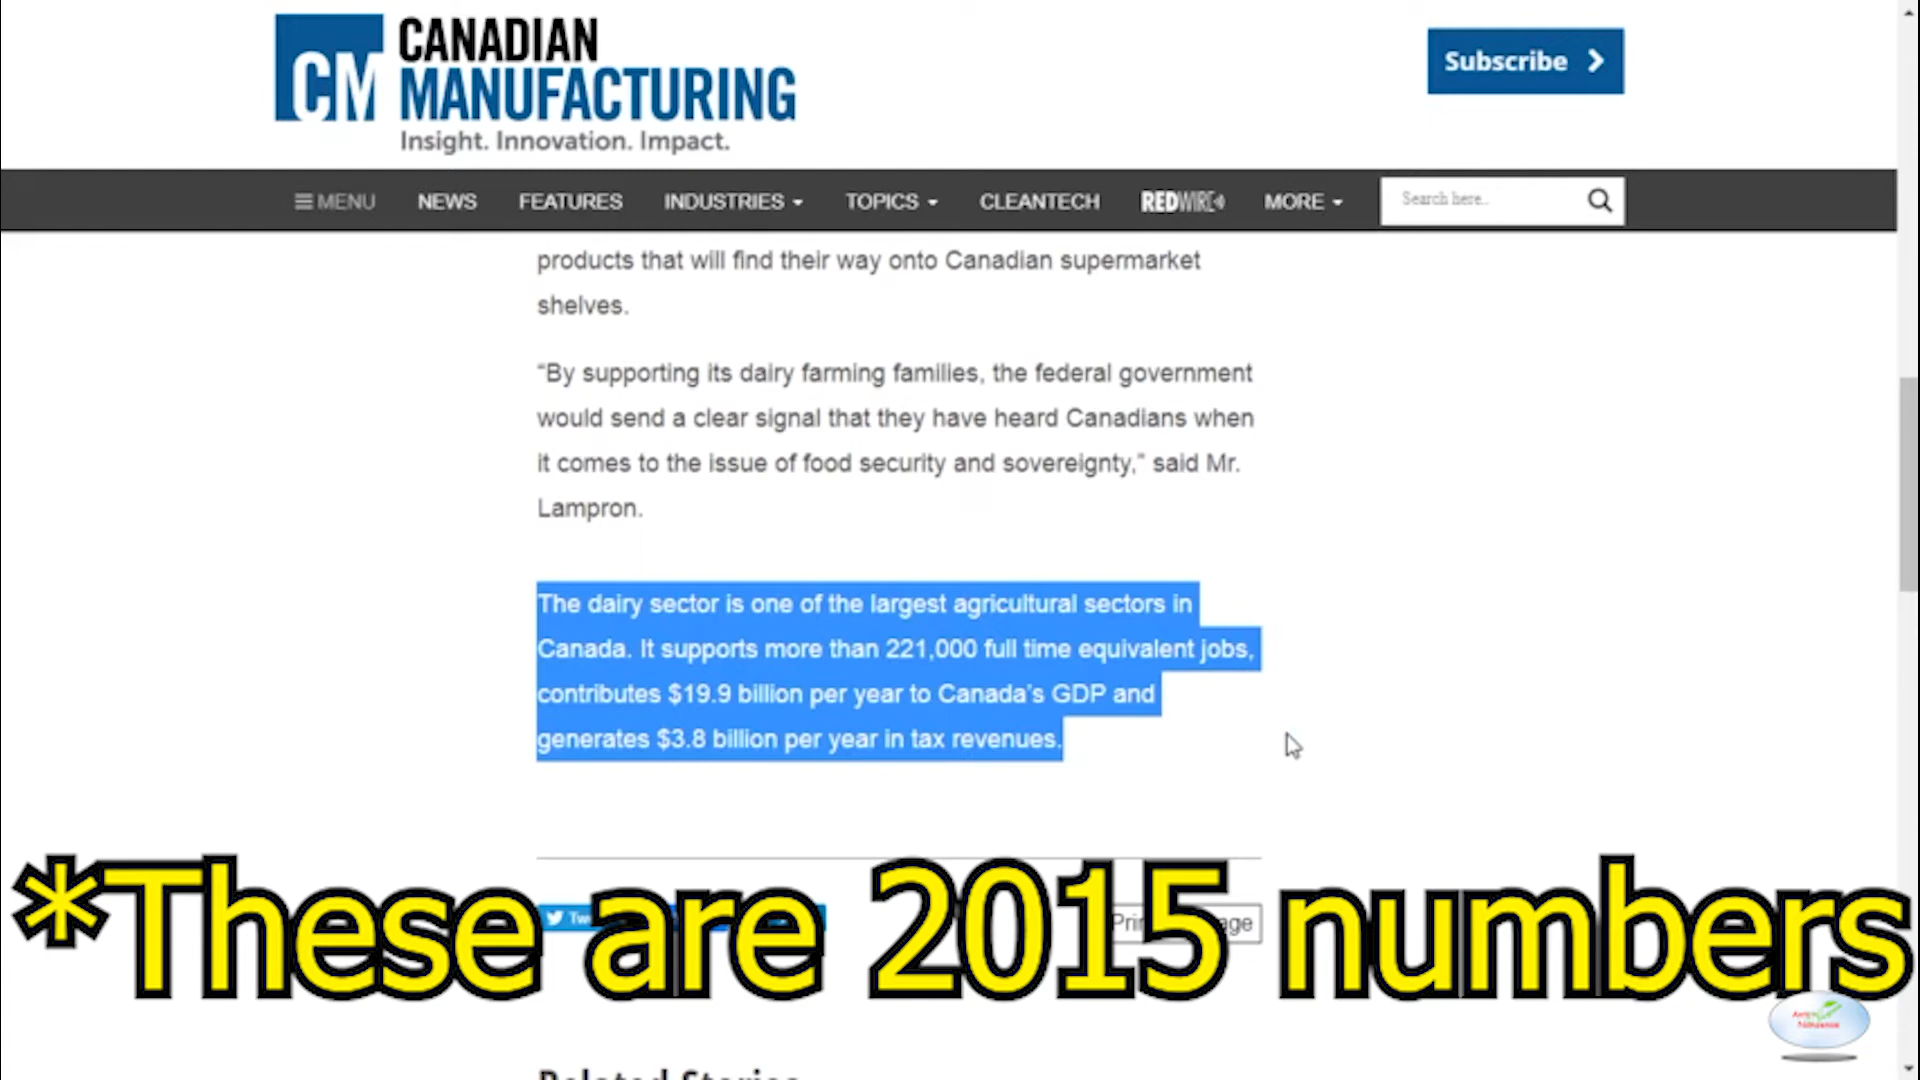 CM CANADIAN
MANUFACTURING
Insight. Innovation. Impact.
Subscribe
MENU NEWS FEATURES INDUSTRIES TOPICS CLEANTECH REDWIRE MORE Search here..
products that will find their way onto Canadian supermarket
shelves.
“By supporting its dairy farming families, the federal government
would send a clear signal that they have heard Canadians when
it comes to the issue of food security and sovereignty,” said Mr.
Lampron.
The dairy sector is one of the largest agricultural sectors in
Canada. It supports more than 221,000 full time equivalent jobs,
contributes $19.9 billion per year to Canada’s GDP and
generates $3.8 billion per year in tax revenues.
*These are 2015 numbers
Related Stories